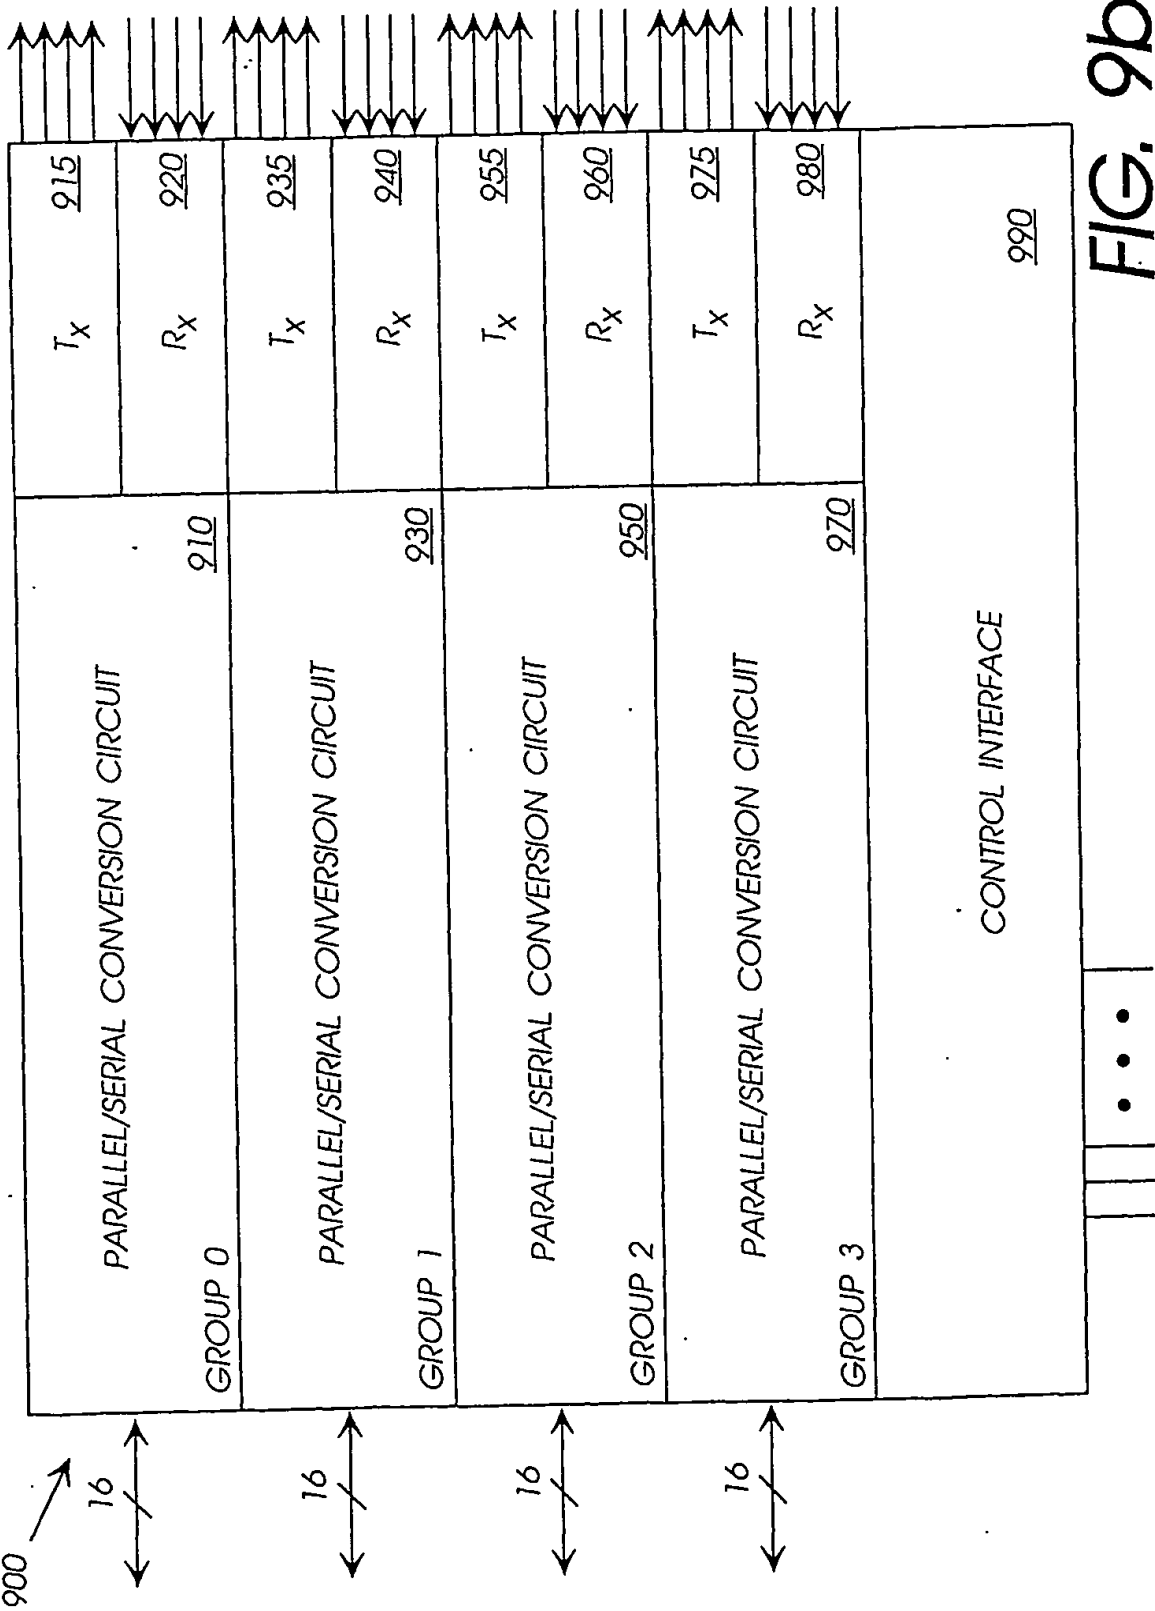 900
16
PARALLEL/SERIAL CONVERSION CIRCUIT
GROUP 0
910
Tx
915
Rx
920
16
PARALLEL/SERIAL CONVERSION CIRCUIT
GROUP 1
930
Tx
935
Rx
940
16
PARALLEL/SERIAL CONVERSION CIRCUIT
GROUP 2
950
Tx
955
Rx
960
16
PARALLEL/SERIAL CONVERSION CIRCUIT
GROUP 3
970
Tx
975
Rx
980
CONTROL INTERFACE
990
FIG. 9b